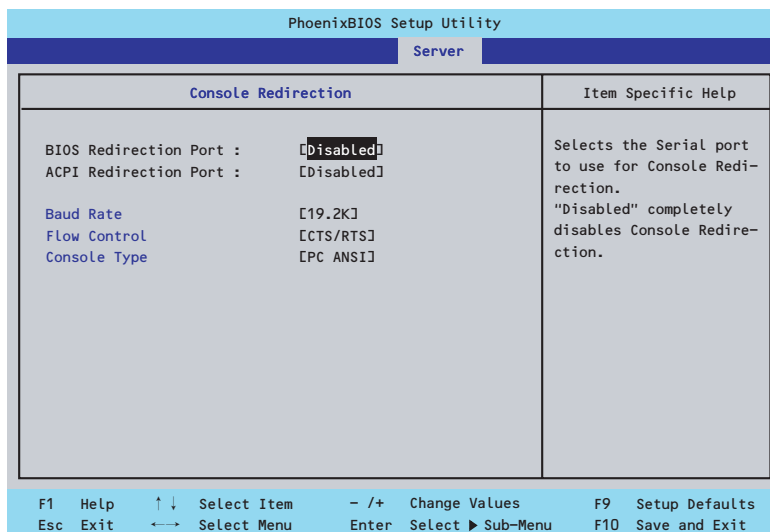 PhoenixBIOS Setup Utility
Server
Console Redirection
BIOS Redirection Port : [Disabled]
ACPI Redirection Port : [Disabled]
Baud Rate [19.2K]
Flow Control [CTS/RTS]
Console Type [PC ANSI]
Item Specific Help
Selects the Serial port
to use for Console Redi-
rection.
"Disabled" completely
disables Console Redire-
ction.
F1 Help ↑↓ Select Item - /+ Change Values F9 Setup Defaults
Esc Exit ←→ Select Menu Enter Select ▶ Sub-Menu F10 Save and Exit